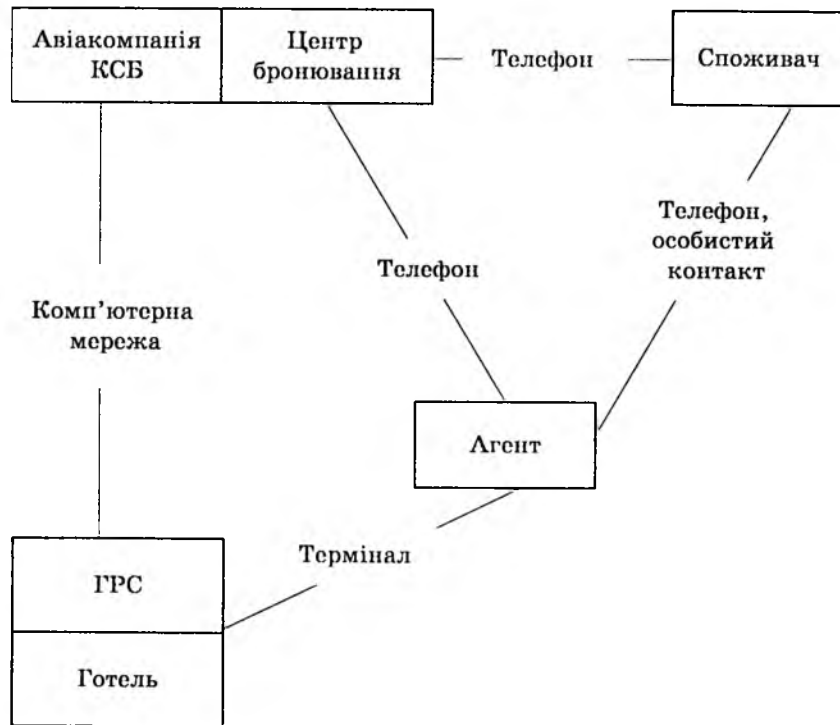 Авіакомпанія
КСБ
Центр
бронювання
Телефон
Споживач
Телефон,
особистий
контакт
Телефон
Комп'ютерна
мережа
Агент
Термінал
ГРС
Готель